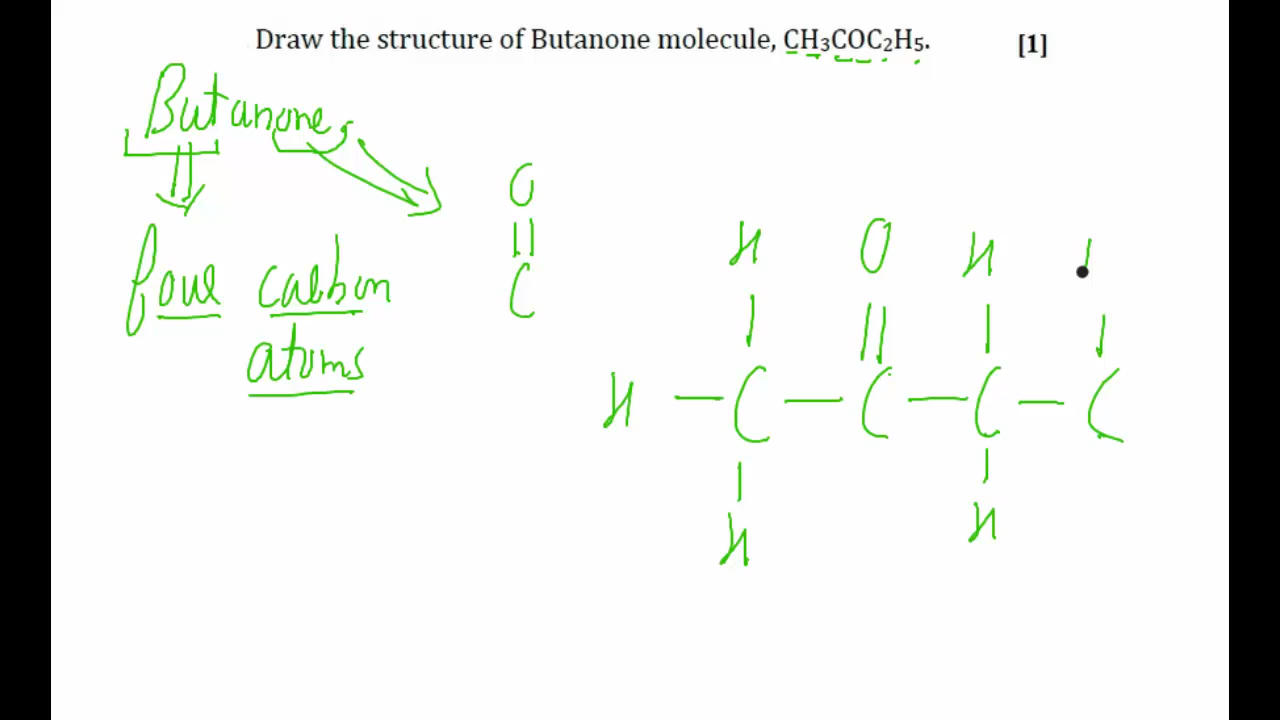 Draw the structure of Butanone molecule, CH₃COC₂H₅. [1]
Butanone,
four carbon
atoms
O
||
C
H O H
| || | |
H — C — C — C — C
| |
H H